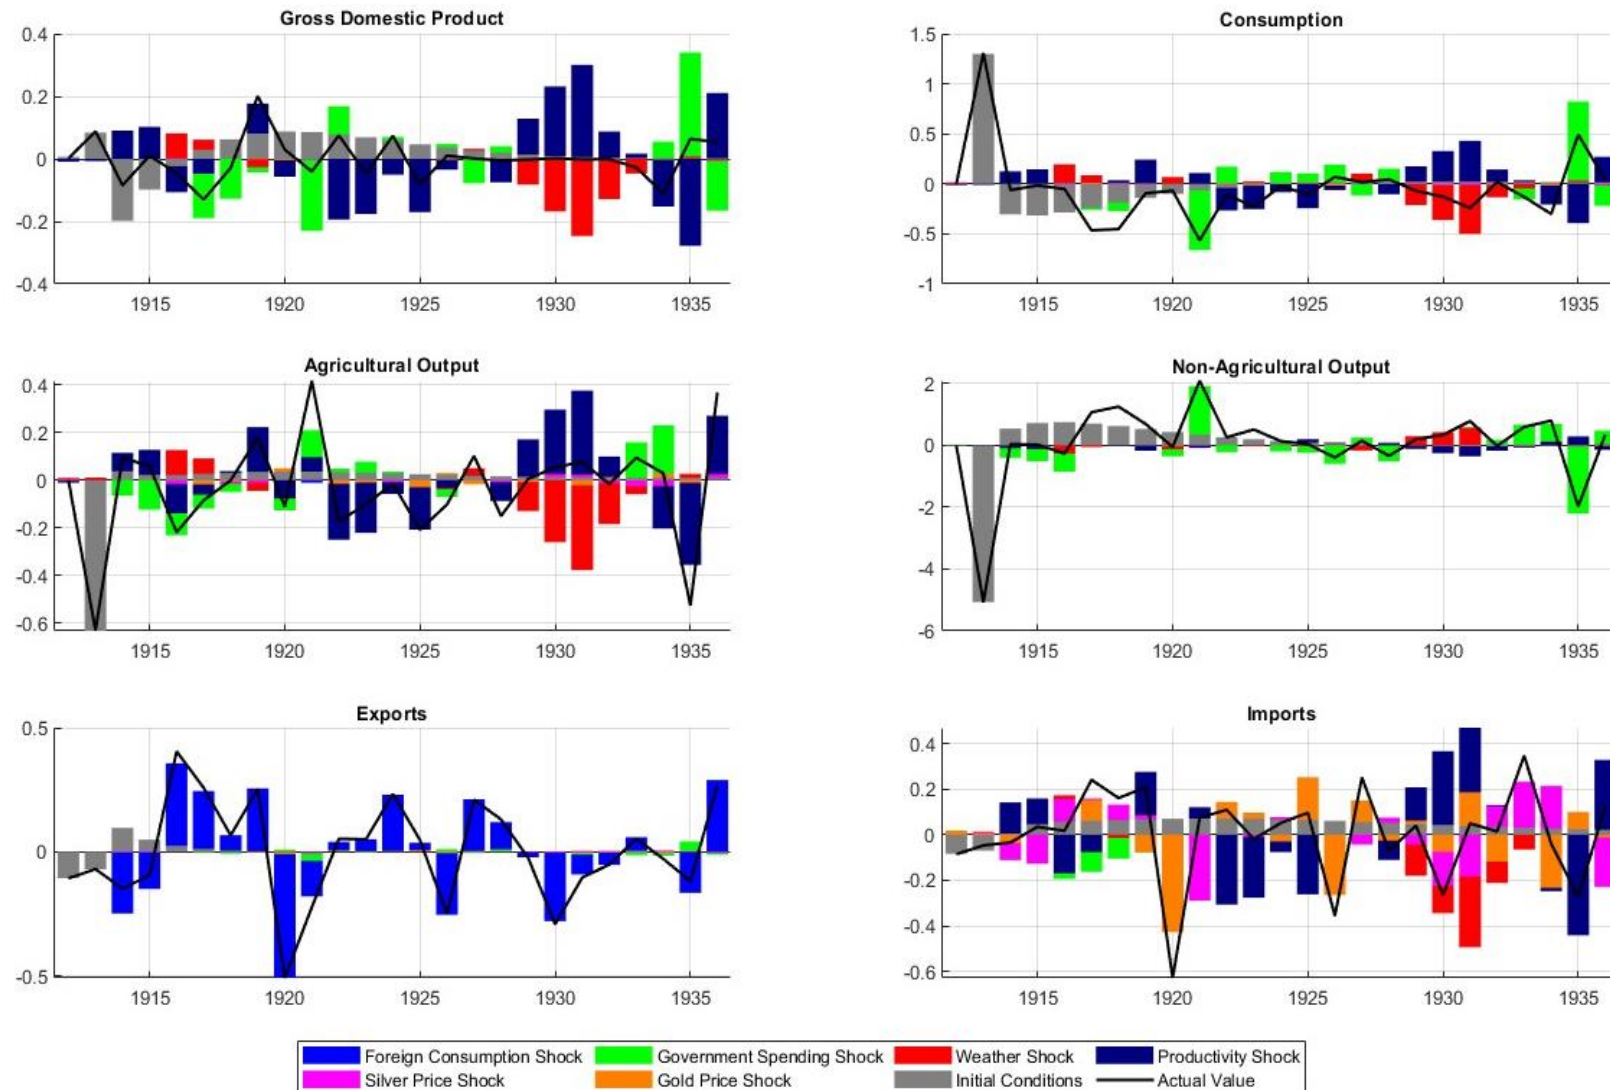 Gross Domestic Product
0.4
0.2
0
-0.2
-0.4
1915 1920 1925 1930 1935
Consumption
1.5
1
0.5
0
-0.5
-1
1915 1920 1925 1930 1935
Agricultural Output
0.4
0.2
0
-0.2
-0.4
-0.6
1915 1920 1925 1930 1935
Non-Agricultural Output
2
0
-2
-4
-6
1915 1920 1925 1930 1935
Exports
0.5
0
-0.5
1915 1920 1925 1930 1935
Imports
0.4
0.2
0
-0.2
-0.4
-0.6
1915 1920 1925 1930 1935
Foreign Consumption Shock Government Spending Shock Weather Shock Productivity Shock
Silver Price Shock Gold Price Shock Initial Conditions Actual Value